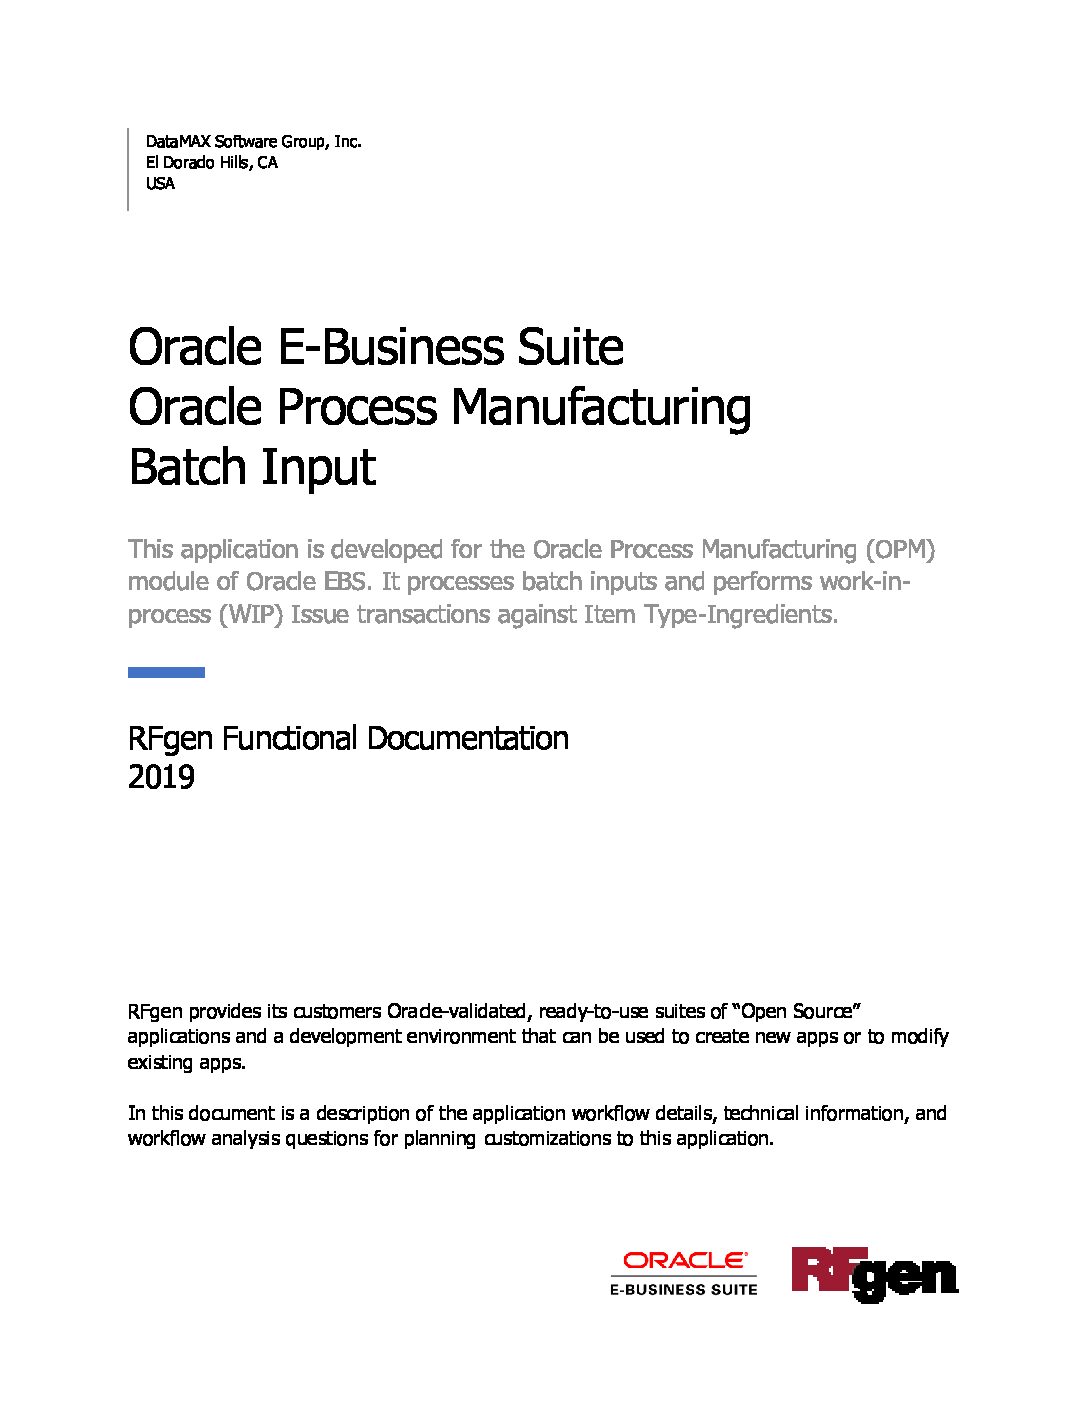 DataMAX Software Group, Inc.
El Dorado Hills, CA
USA
Oracle E-Business Suite
Oracle Process Manufacturing
Batch Input
This application is developed for the Oracle Process Manufacturing (OPM)
module of Oracle EBS. It processes batch inputs and performs work-in-
process (WIP) Issue transactions against Item Type-Ingredients.
RFgen Functional Documentation
2019
RFgen provides its customers Oracle-validated, ready-to-use suites of “Open Source”
applications and a development environment that can be used to create new apps or to modify
existing apps.
In this document is a description of the application workflow details, technical information, and
workflow analysis questions for planning customizations to this application.
ORACLE®
E-BUSINESS SUITE
RFgen